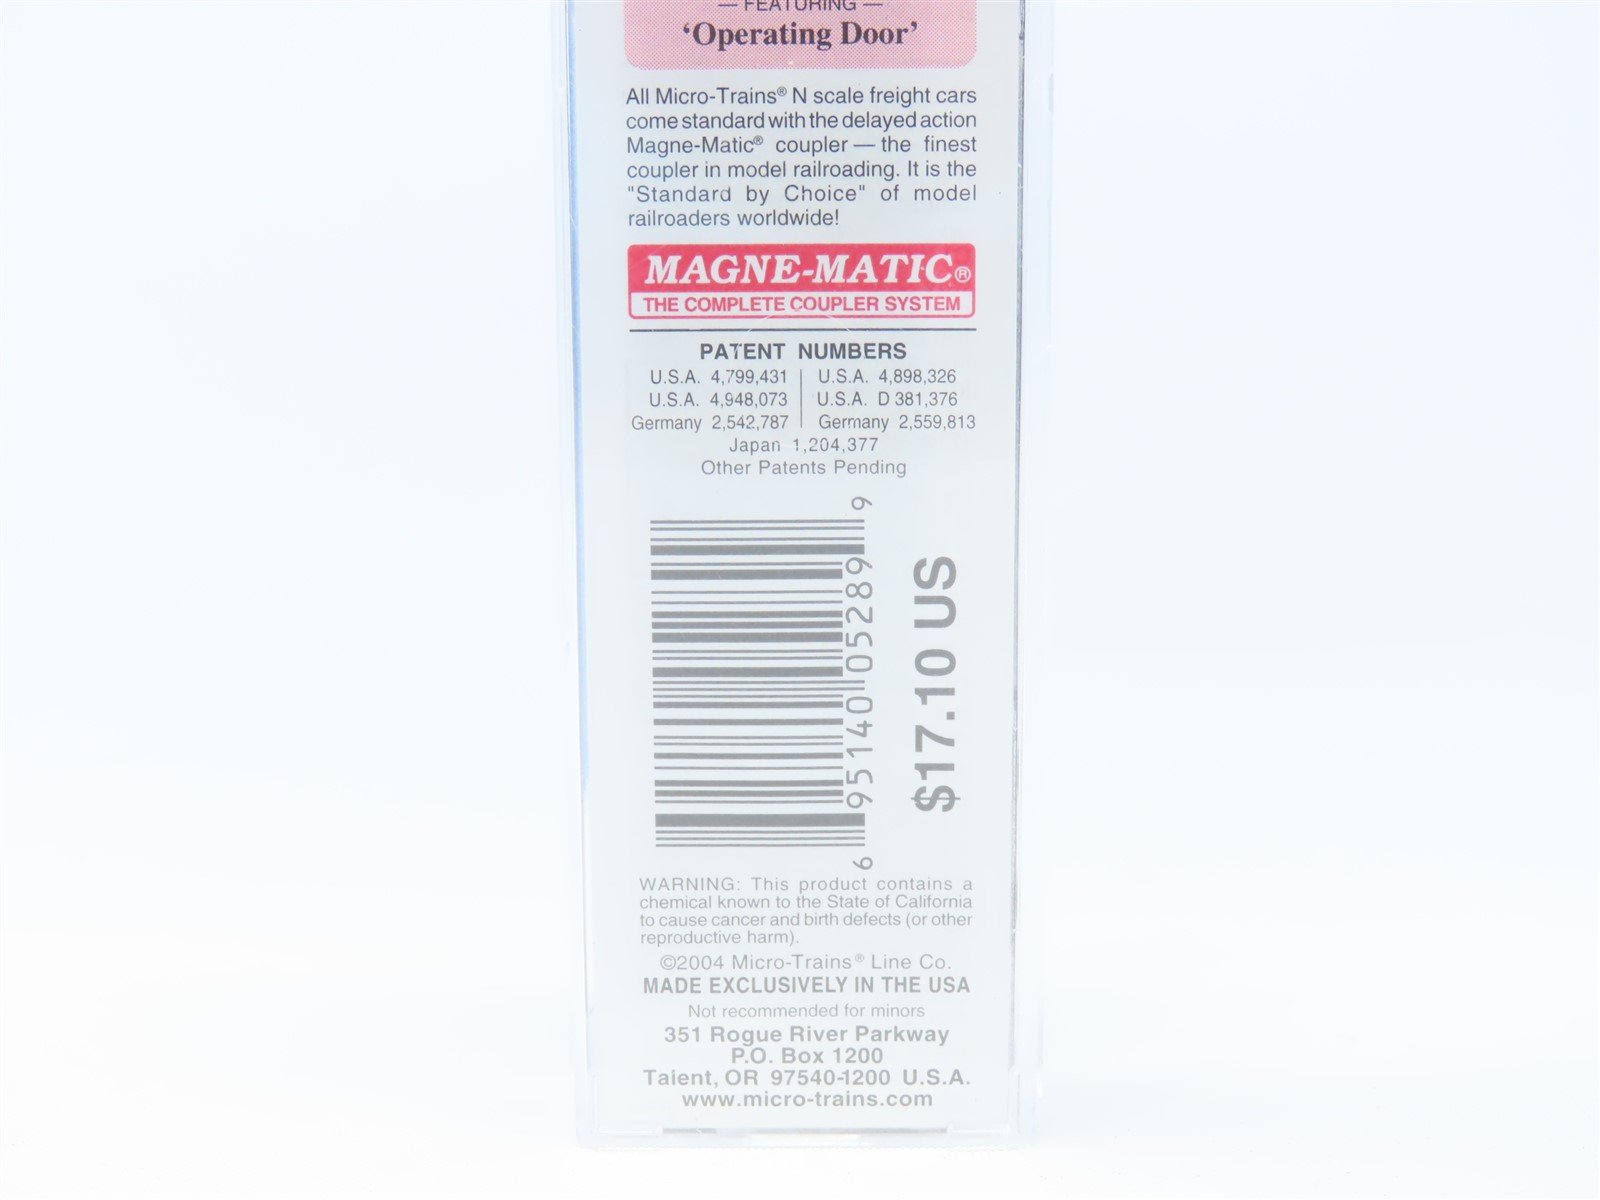 — FEATURING —
‘Operating Door’
All Micro-Trains® N scale freight cars
come standard with the delayed action
Magne-Matic® coupler — the finest
coupler in model railroading. It is the
"Standard by Choice" of model
railroaders worldwide!
MAGNE-MATIC®
THE COMPLETE COUPLER SYSTEM
PATENT NUMBERS
U.S.A. 4,799,431 U.S.A. 4,898,326
U.S.A. 4,948,073 U.S.A. D 381,376
Germany 2,542,787 Germany 2,559,813
Japan 1,204,377
Other Patents Pending
6 95140 05289 9
$17.10 US
WARNING: This product contains a
chemical known to the State of California
to cause cancer and birth defects (or other
reproductive harm).
©2004 Micro-Trains® Line Co.
MADE EXCLUSIVELY IN THE USA
Not recommended for minors
351 Rogue River Parkway
P.O. Box 1200
Talent, OR 97540-1200 U.S.A.
www.micro-trains.com